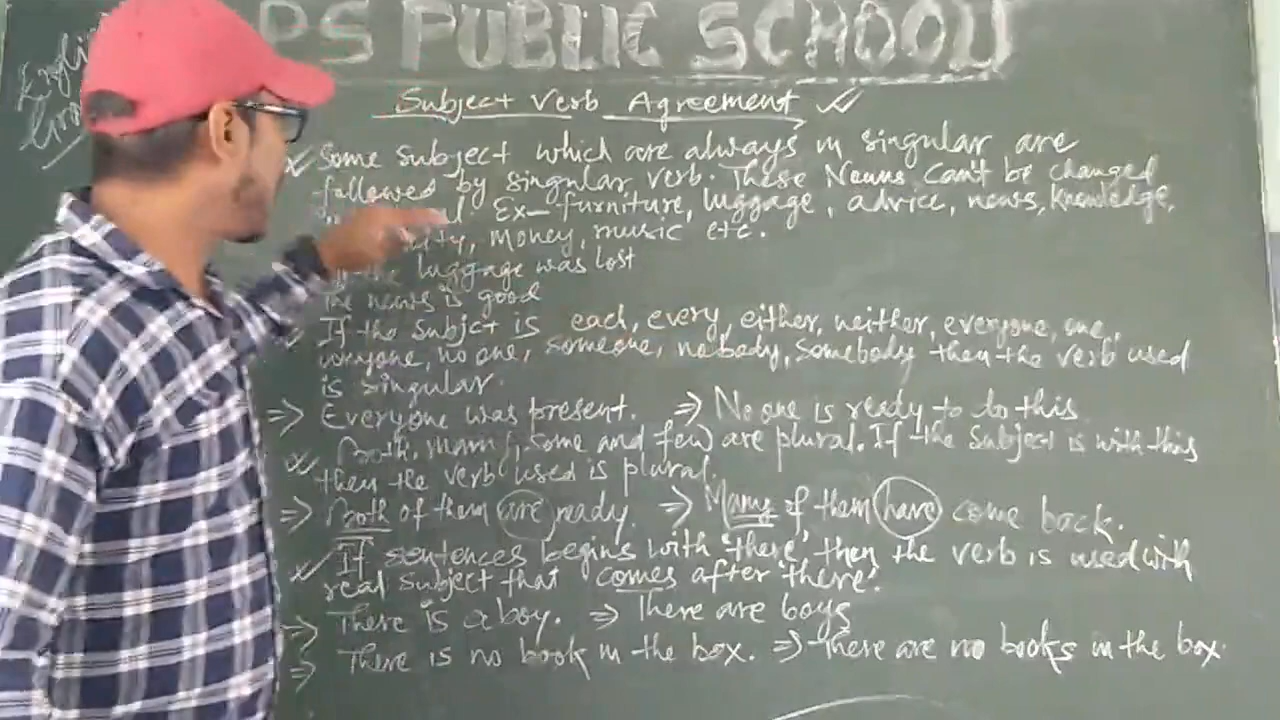 PS PUBLIC SCHOOL
Englis
Gra
Subject Verb Agreement
Some Subject which are always in singular are
followed by singular verb. These Nouns Can't be changed
Ex- furniture, luggage, advice, news, knowledge,
money, music etc.
the luggage was lost
The news is good
If the Subjct is each, every, either, neither, everyone, one,
anyone, no one, someone, nobody, Somebody then the verb used
is singular.
⇒ Everyone was present. ⇒ No one is ready to do this
Both, many, some and few are plural. If the Subject is with this
then the verb used is plural.
⇒ Both of them are ready. ⇒ Many of them have come back.
If sentences begins with 'there' then the verb is used with
real subject that comes after 'there'.
⇒ There is a boy. ⇒ There are boys
⇒ There is no book in the box. ⇒ There are no books in the box.